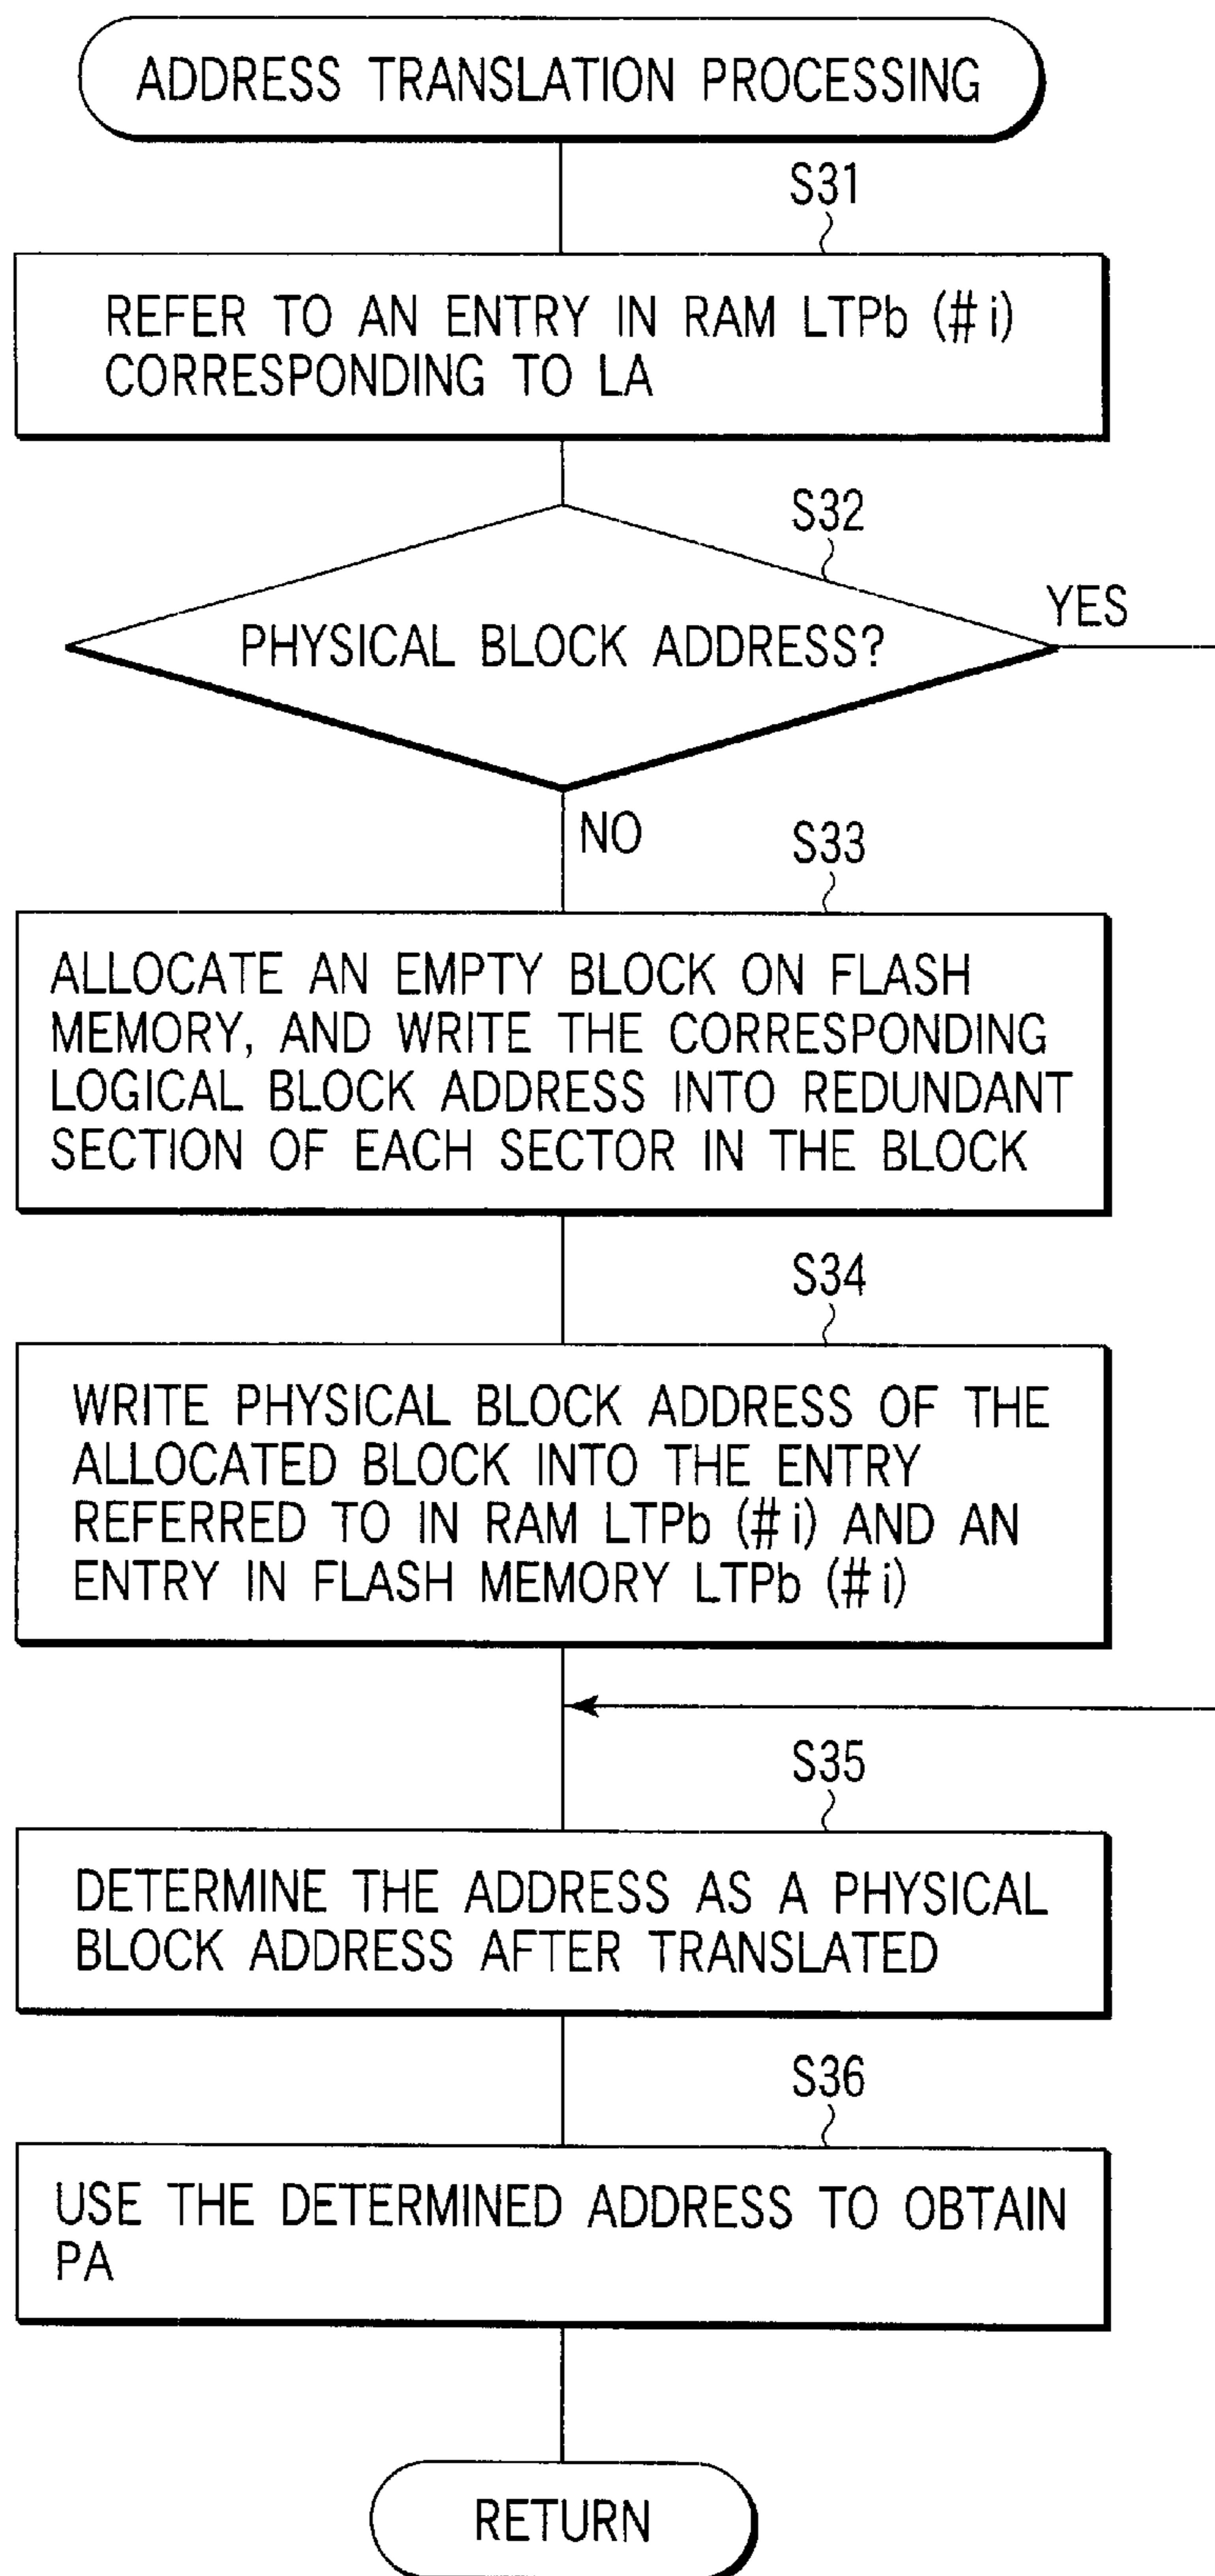 ADDRESS TRANSLATION PROCESSING
S31
REFER TO AN ENTRY IN RAM LTPb (# i)
CORRESPONDING TO LA
S32
PHYSICAL BLOCK ADDRESS?
YES
NO
S33
ALLOCATE AN EMPTY BLOCK ON FLASH
MEMORY, AND WRITE THE CORRESPONDING
LOGICAL BLOCK ADDRESS INTO REDUNDANT
SECTION OF EACH SECTOR IN THE BLOCK
S34
WRITE PHYSICAL BLOCK ADDRESS OF THE
ALLOCATED BLOCK INTO THE ENTRY
REFERRED TO IN RAM LTPb (# i) AND AN
ENTRY IN FLASH MEMORY LTPb (# i)
S35
DETERMINE THE ADDRESS AS A PHYSICAL
BLOCK ADDRESS AFTER TRANSLATED
S36
USE THE DETERMINED ADDRESS TO OBTAIN
PA
RETURN